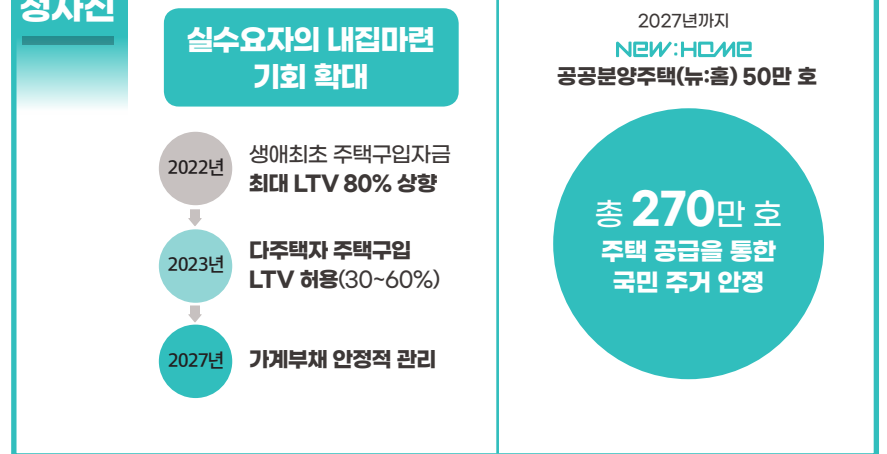 청사진
실수요자의 내집마련
기회 확대
2022년
생애최초 주택구입자금
최대 LTV 80% 상향
2023년
다주택자 주택구입
LTV 허용(30~60%)
2027년
가계부채 안정적 관리
2027년까지
NEW:HOME
공공분양주택(뉴:홈) 50만 호
총 270만 호
주택 공급을 통한
국민 주거 안정